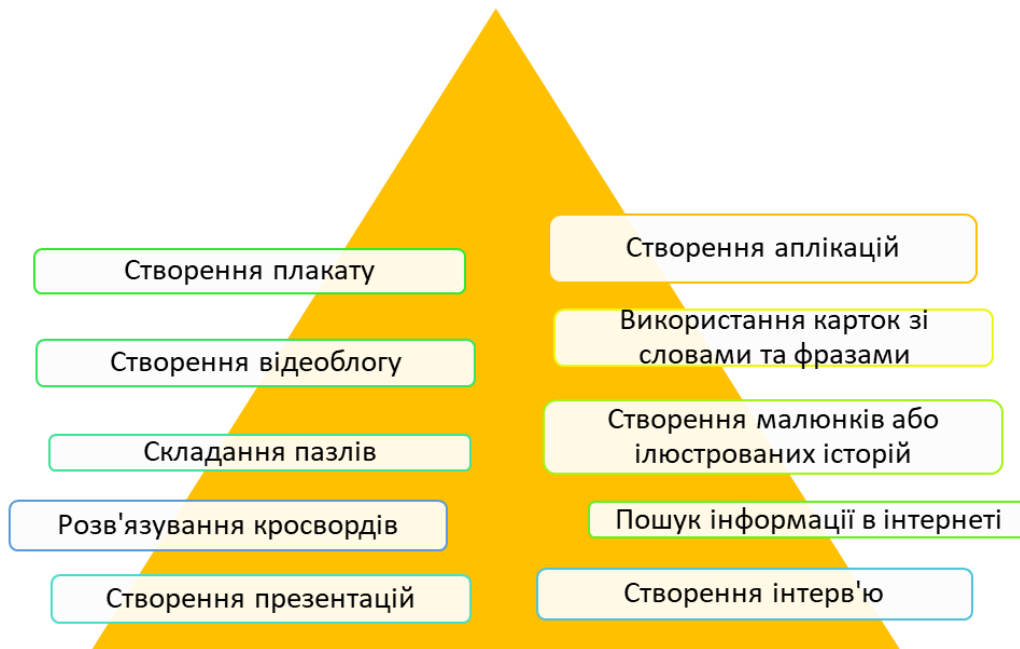 Створення плакату
Створення відеоблогу
Складання пазлів
Розв'язування кросвордів
Створення презентацій
Створення аплікацій
Використання карток зі
словами та фразами
Створення малюнків або
ілюстрованих історій
Пошук інформації в інтернеті
Створення інтерв'ю